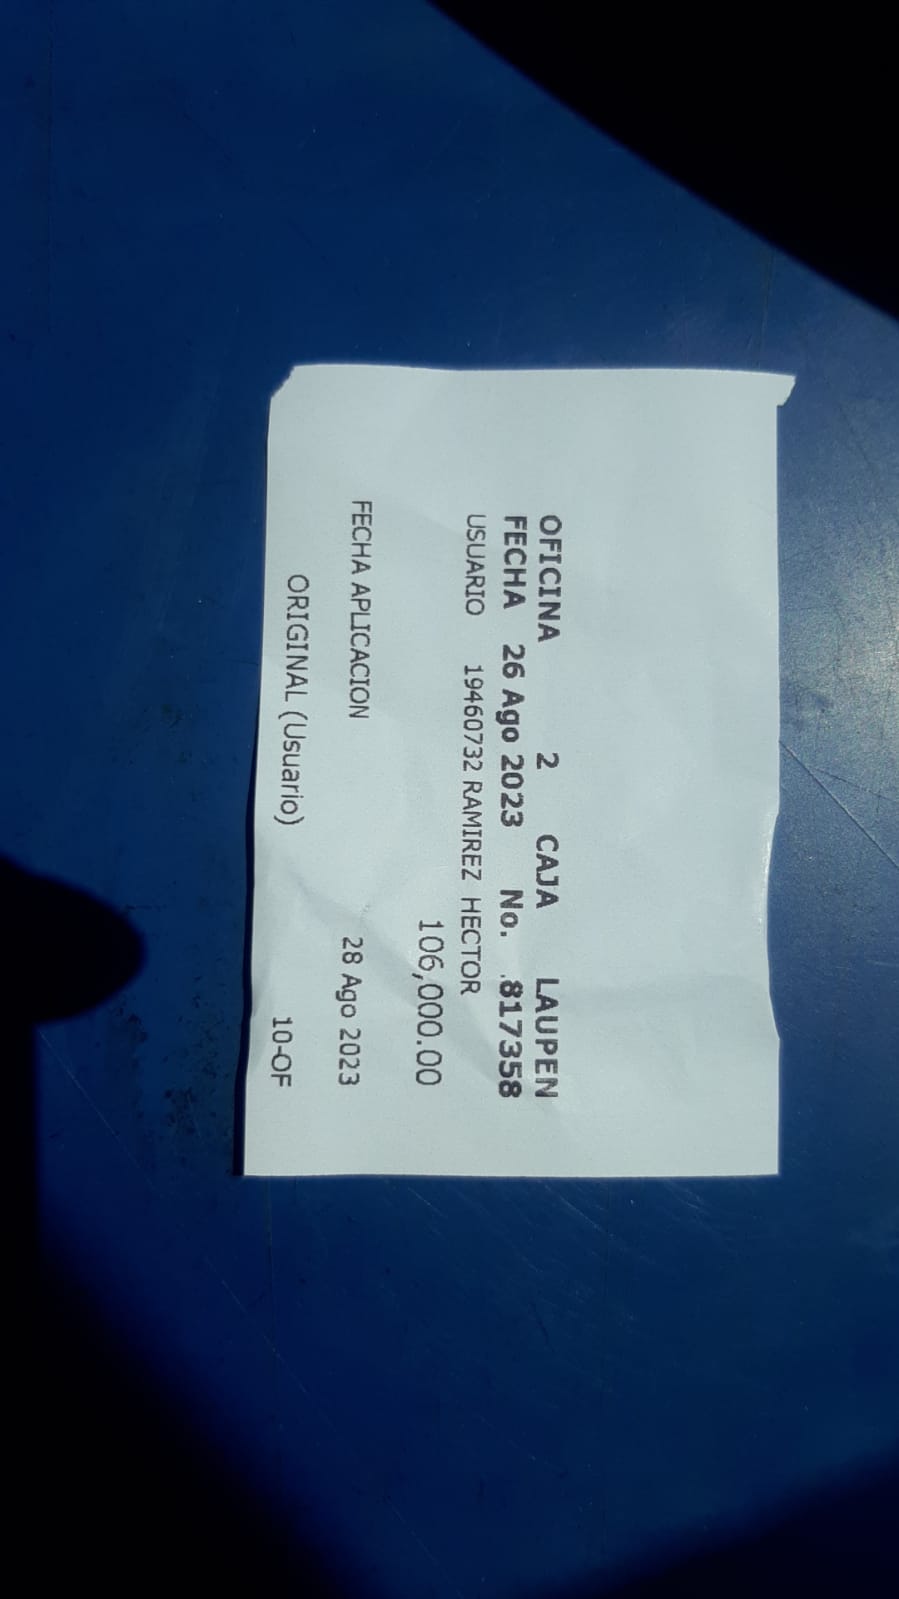 OFICINA 2 CAJA LAUPEN
FECHA 26 Ago 2023 No. .817358
USUARIO 19460732 RAMIREZ HECTOR
106,000.00
FECHA APLICACION 28 Ago 2023
ORIGINAL (Usuario) 10-OF